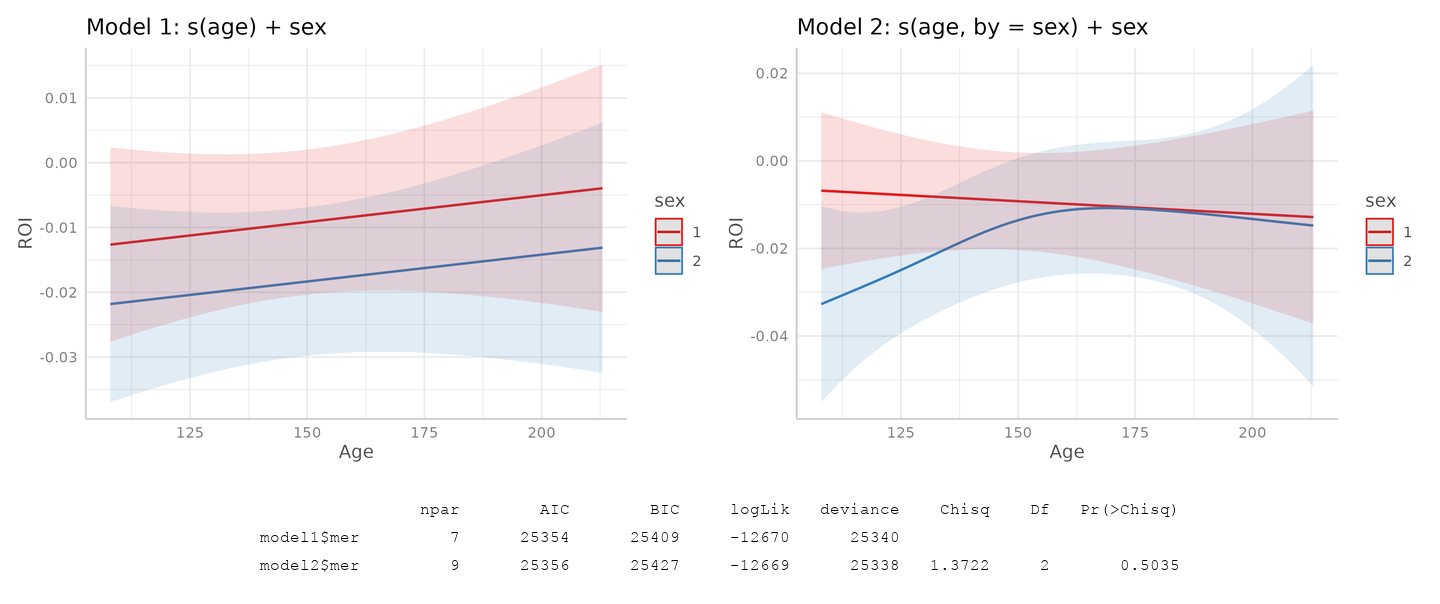 Model 1: s(age) + sex
0.01
0.00
-0.01
-0.02
-0.03
ROI
125 150 175 200
Age
sex
1
2
Model 2: s(age, by = sex) + sex
0.02
0.00
-0.02
-0.04
ROI
125 150 175 200
Age
sex
1
2
npar AIC BIC logLik deviance Chisq Df Pr(>Chisq)
model1$mer 7 25354 25409 -12670 25340
model2$mer 9 25356 25427 -12669 25338 1.3722 2 0.5035